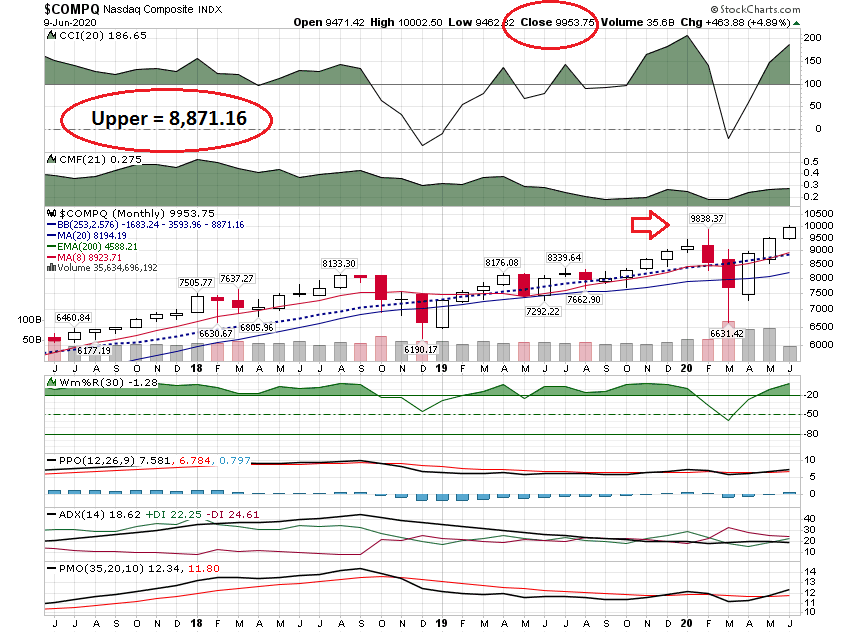 $COMPQ Nasdaq Composite INDX
© StockCharts.com
9-Jun-2020
Open 9471.42 High 10002.50 Low 9462.32 Close 9953.75 Volume 35.6B Chg +463.88 (+4.89%)
CCI(20) 186.65
200
150
100
50
0
Upper = 8,871.16
CMF(21) 0.275
0.5
0.4
0.3
0.2
$COMPQ (Monthly) 9953.75
BB(253,2.576) -1683.24 - 3593.96 - 8871.16
MA(20) 8194.19
EMA(200) 4588.21
MA(8) 8923.71
Volume 35,634,696,192
10500
10000
9500
9000
8500
8000
7500
7000
6500
6000
100B
50B
6460.84
6177.19
7505.77
6630.67
7637.27
6805.96
8133.30
6190.17
8176.08
7292.22
8339.64
7662.90
9838.37
6631.42
J J A S O N D 18 F M A M J J A S O N D 19 F M A M J J A S O N D 20 F M A M J
Wm%R(30) -1.28
-20
-50
-80
PPO(12,26,9) 7.581, 6.784, 0.797
10
5
0
ADX(14) 18.62 +DI 22.25 -DI 24.61
40
30
20
10
PMO(35,20,10) 12.34, 11.80
14
13
12
11
10
J J A S O N D 18 F M A M J J A S O N D 19 F M A M J J A S O N D 20 F M A M J